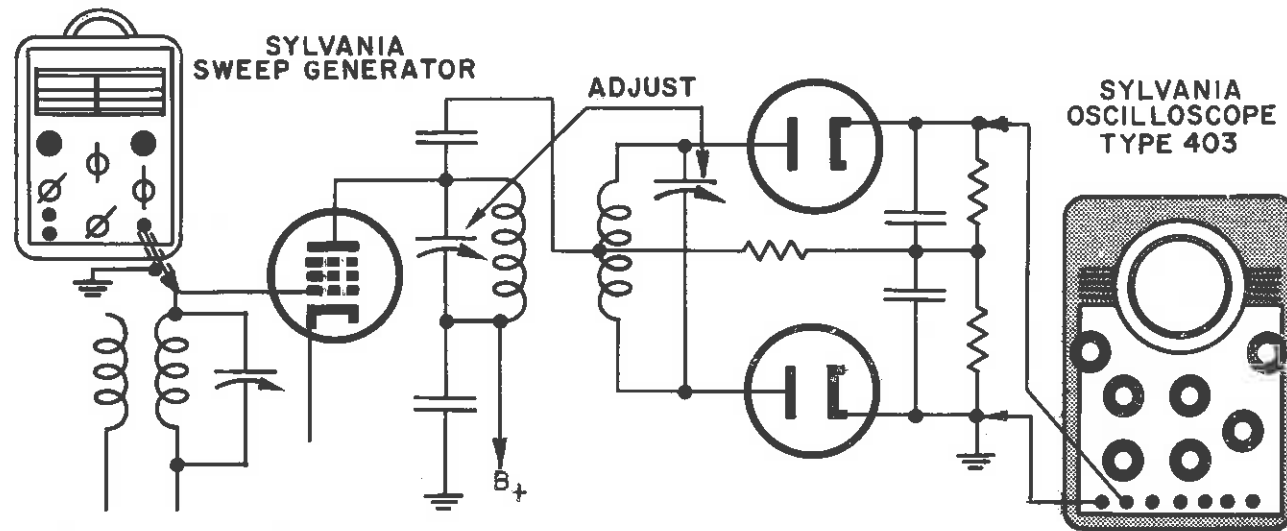 SYLVANIA
SWEEP GENERATOR
ADJUST
SYLVANIA
OSCILLOSCOPE
TYPE 403
B+